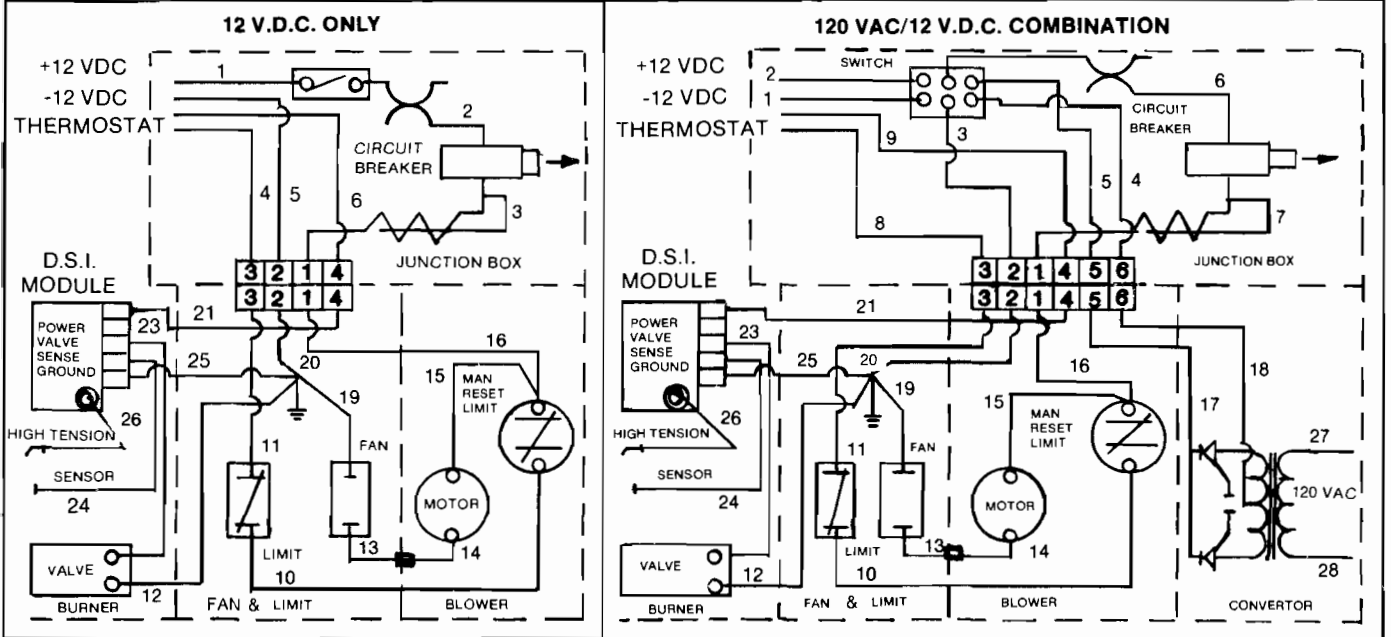 12 V.D.C. ONLY
+12 VDC
1
-12 VDC
2
THERMOSTAT
CIRCUIT
BREAKER
4
5
6
3
JUNCTION BOX
3 2 1 4
3 2 1 4
D.S.I.
MODULE
POWER
VALVE
SENSE
GROUND
23
21
25
20
16
15
MAN
RESET
LIMIT
19
26
HIGH TENSION
11
FAN
SENSOR
24
MOTOR
LIMIT
13
14
VALVE
10
12
BURNER
FAN & LIMIT
BLOWER
120 VAC/12 V.D.C. COMBINATION
SWITCH
+12 VDC
2
6
-12 VDC
1
CIRCUIT
BREAKER
THERMOSTAT
9
3
5
4
8
7
JUNCTION BOX
3 2 1 4 5 6
3 2 1 4 5 6
D.S.I.
MODULE
POWER
VALVE
SENSE
GROUND
23
21
25
20
16
18
15
MAN
RESET
LIMIT
19
17
26
HIGH TENSION
11
FAN
27
SENSOR
24
MOTOR
120 VAC
LIMIT
13
14
VALVE
10
12
28
BURNER
FAN & LIMIT
BLOWER
CONVERTOR